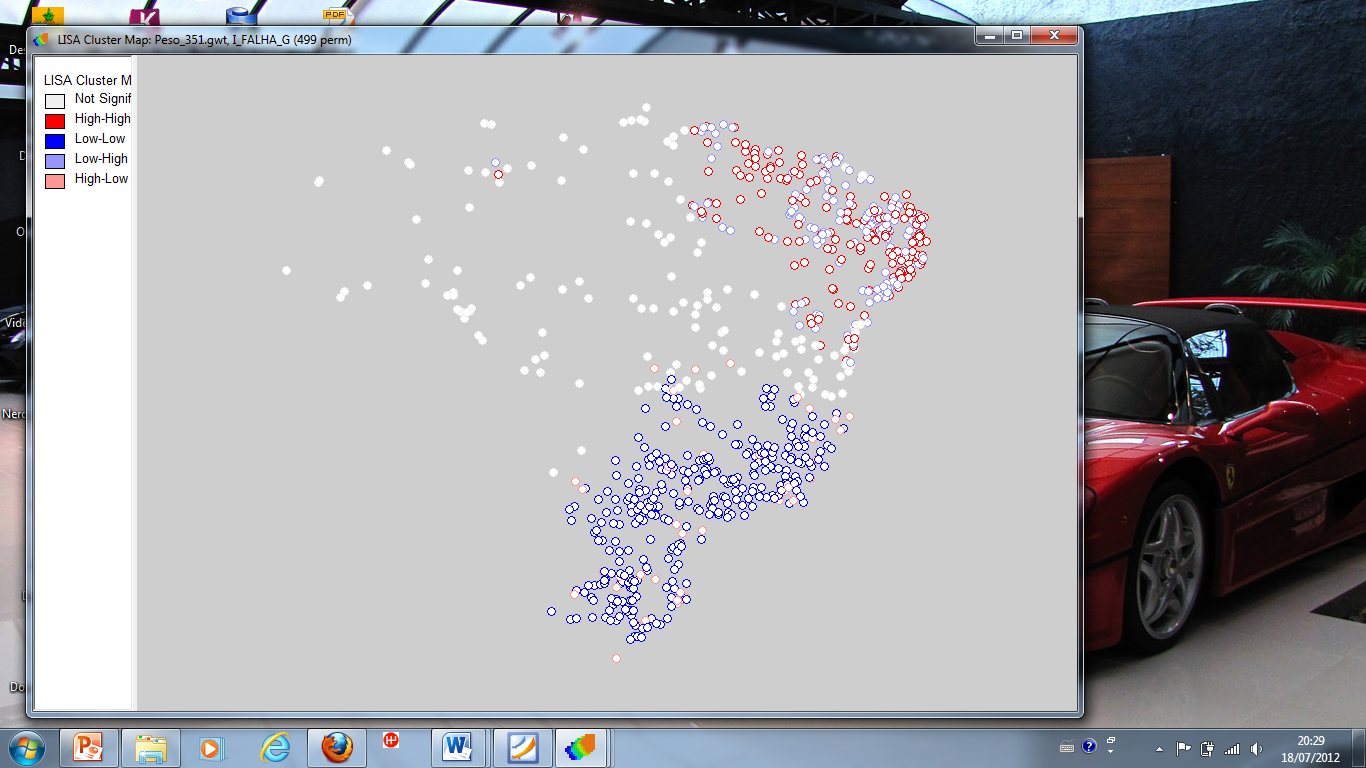 PDF
LISA Cluster Map: Peso_351.gwt, I_FALHA_G (499 perm)
LISA Cluster M
Not Signif
High-High
Low-Low
Low-High
High-Low
20:29
18/07/2012